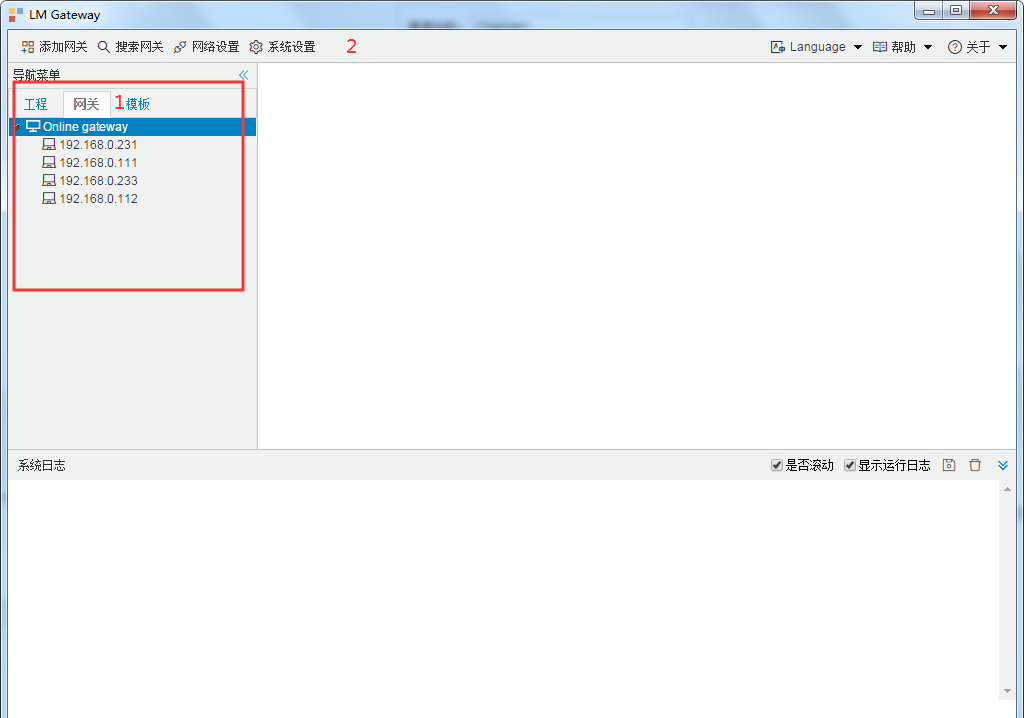 LM Gateway
添加网关 搜索网关 网络设置 系统设置 2 Language 帮助 关于
导航菜单
工程 网关 1 模板
Online gateway
192.168.0.231
192.168.0.111
192.168.0.233
192.168.0.112
系统日志 是否滚动 显示运行日志